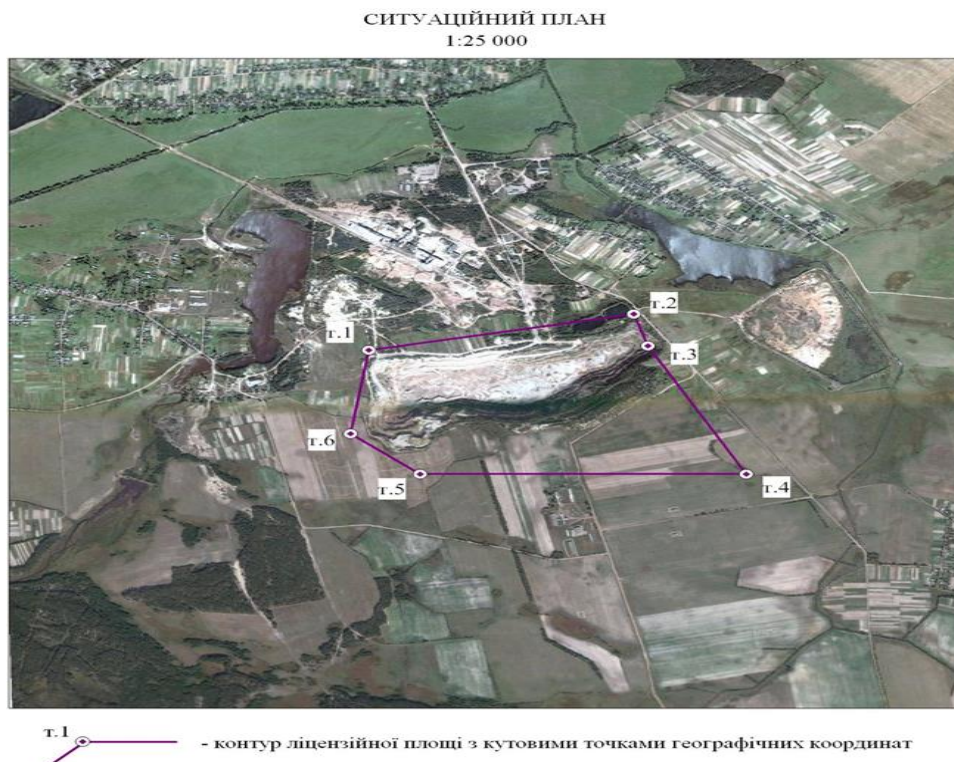 СИТУАЦІЙНИЙ ПЛАН
1:25 000
т.2
т.1
т.3
т.6
т.5
т.4
т.1
- контур ліцензійної площі з кутовими точками географічних координат